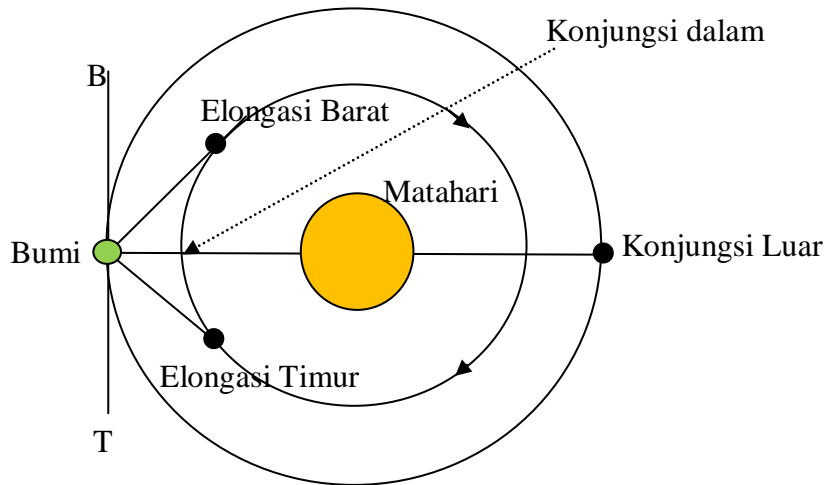 Konjungsi dalam
B
Elongasi Barat
Matahari
Bumi
Konjungsi Luar
Elongasi Timur
T